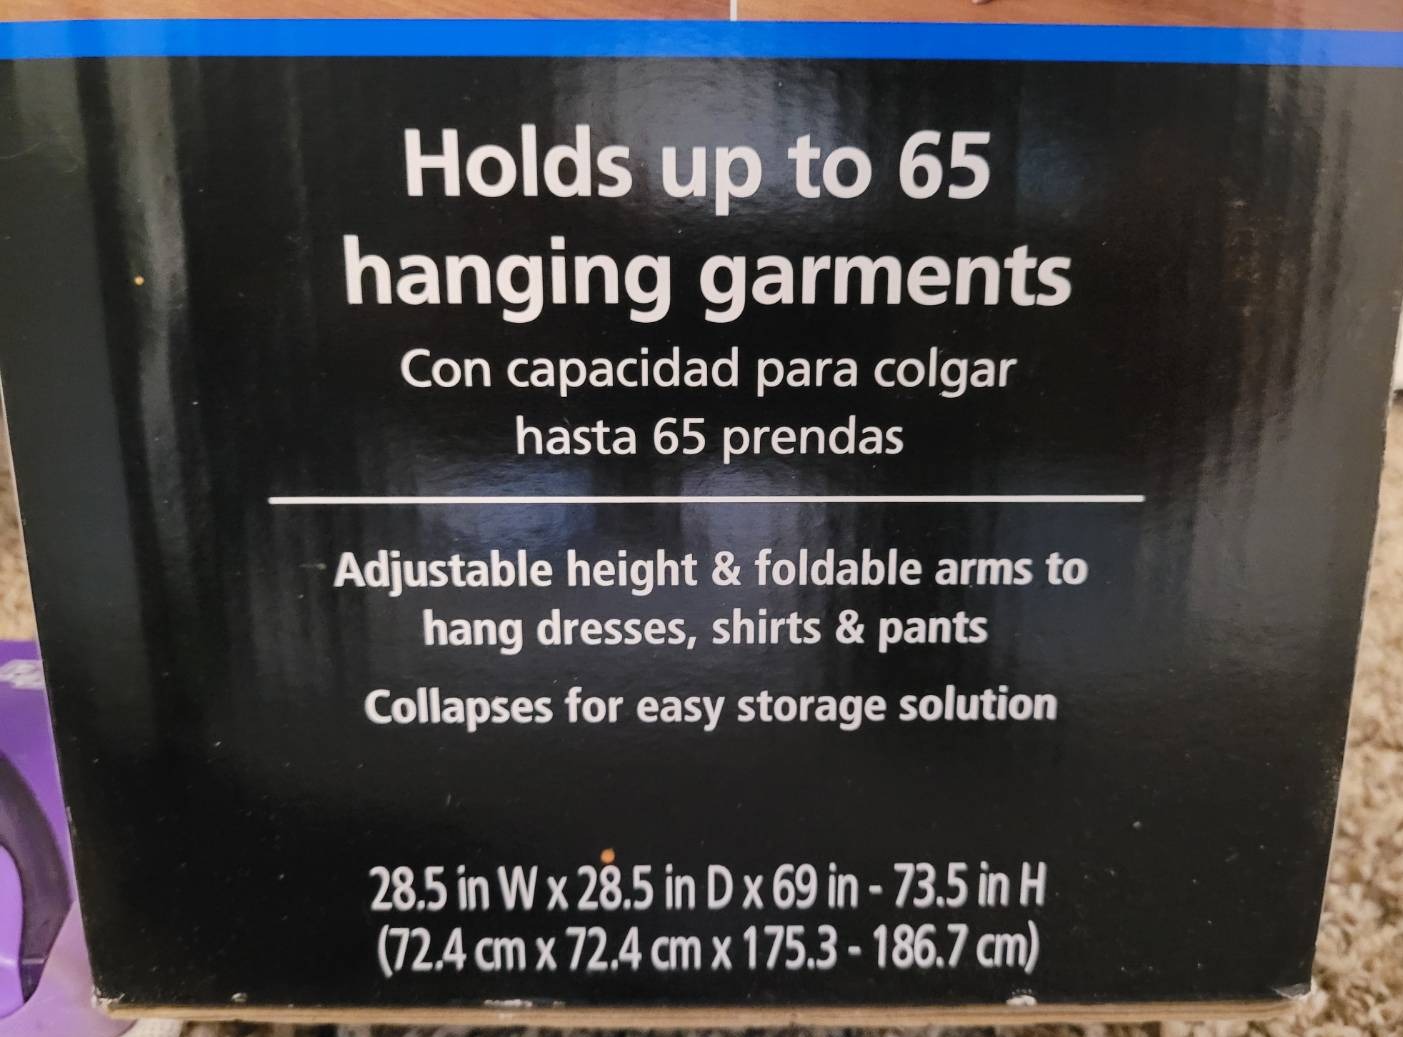 Holds up to 65
hanging garments
Con capacidad para colgar
hasta 65 prendas
Adjustable height & foldable arms to
hang dresses, shirts & pants
Collapses for easy storage solution
28.5 in W x 28.5 in D x 69 in - 73.5 in H
(72.4 cm x 72.4 cm x 175.3 - 186.7 cm)